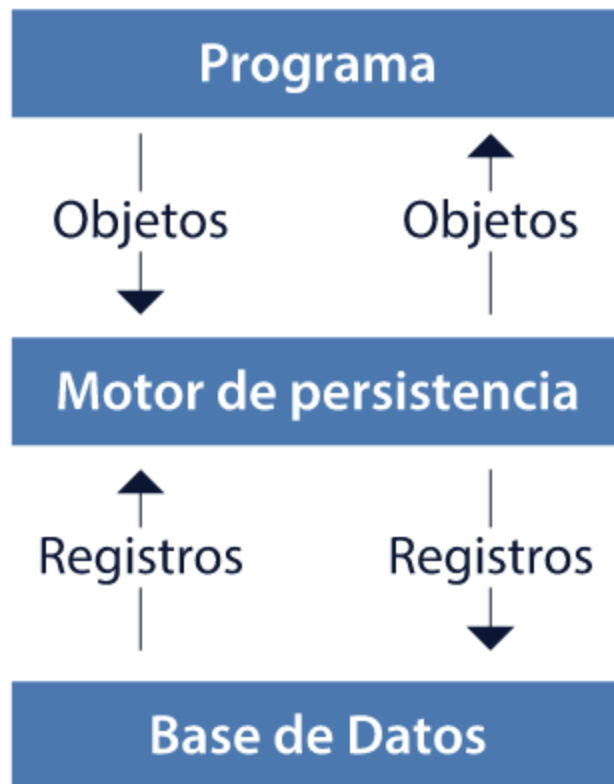 Programa
Objetos Objetos
Motor de persistencia
Registros Registros
Base de Datos